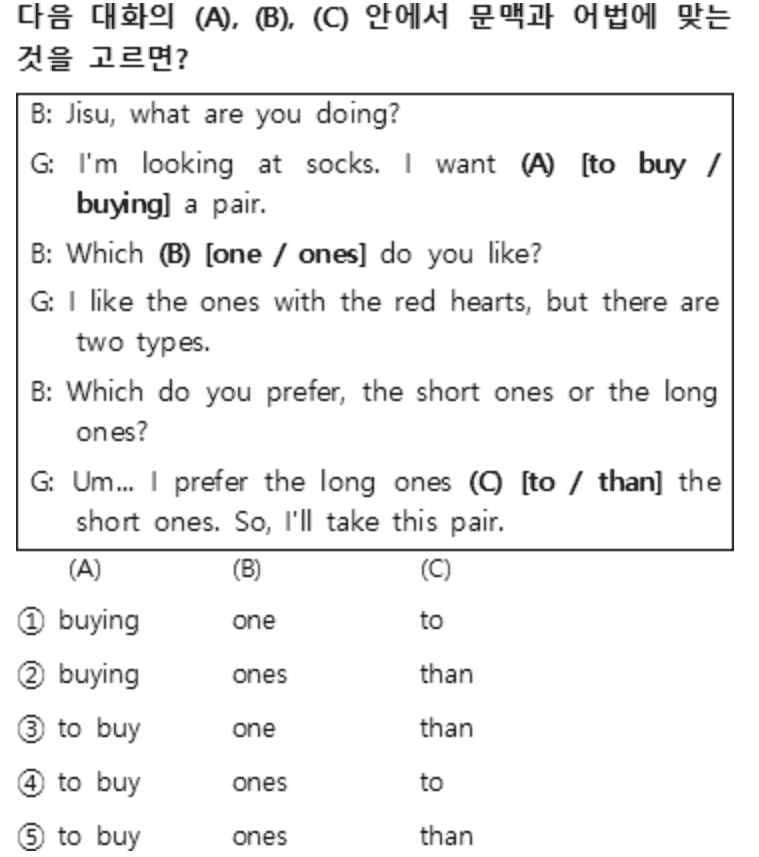 다음 대화의 (A), (B), (C) 안에서 문맥과 어법에 맞는
것을 고르면?
B: Jisu, what are you doing?
G: I'm looking at socks. I want (A) [to buy /
buying] a pair.
B: Which (B) [one / ones] do you like?
G: I like the ones with the red hearts, but there are
two types.
B: Which do you prefer, the short ones or the long
ones?
G: Um... I prefer the long ones (C) [to / than] the
short ones. So, I'll take this pair.
(A) (B) (C)
① buying one to
② buying ones than
③ to buy one than
④ to buy ones to
⑤ to buy ones than